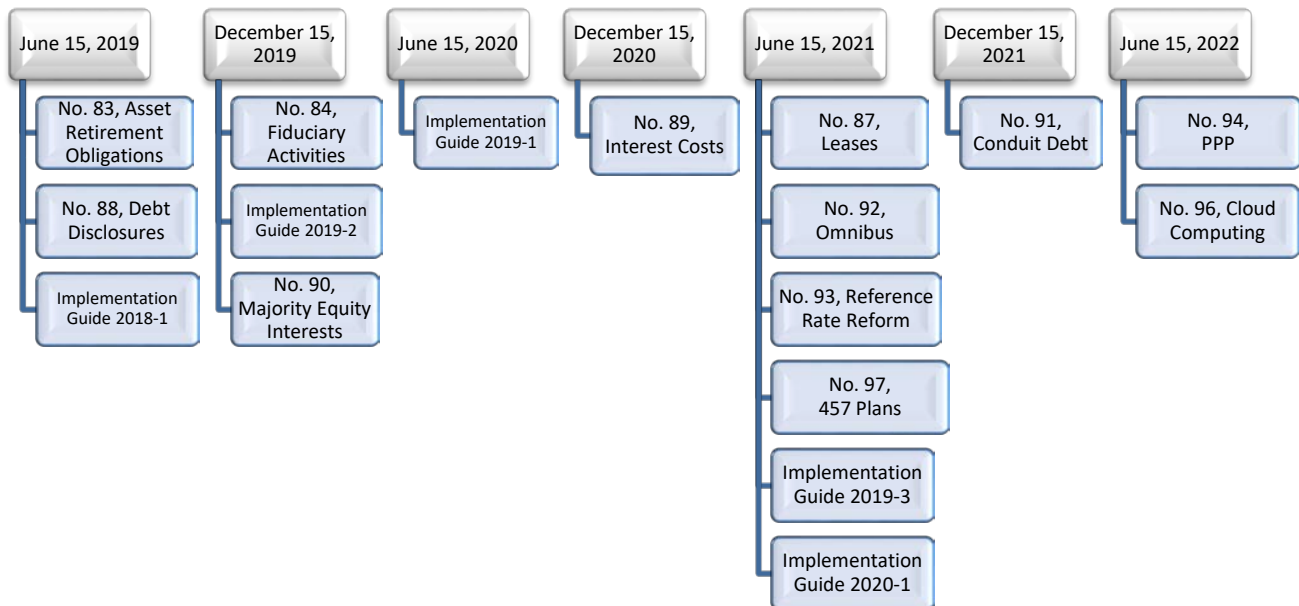 June 15, 2019
No. 83, Asset
Retirement
Obligations
No. 88, Debt
Disclosures
Implementation
Guide 2018-1
December 15,
2019
No. 84,
Fiduciary
Activities
Implementation
Guide 2019-2
No. 90,
Majority Equity
Interests
June 15, 2020
Implementation
Guide 2019-1
December 15,
2020
No. 89,
Interest Costs
June 15, 2021
No. 87,
Leases
No. 92,
Omnibus
No. 93, Reference
Rate Reform
No. 97,
457 Plans
Implementation
Guide 2019-3
Implementation
Guide 2020-1
December 15,
2021
No. 91,
Conduit Debt
June 15, 2022
No. 94,
PPP
No. 96, Cloud
Computing